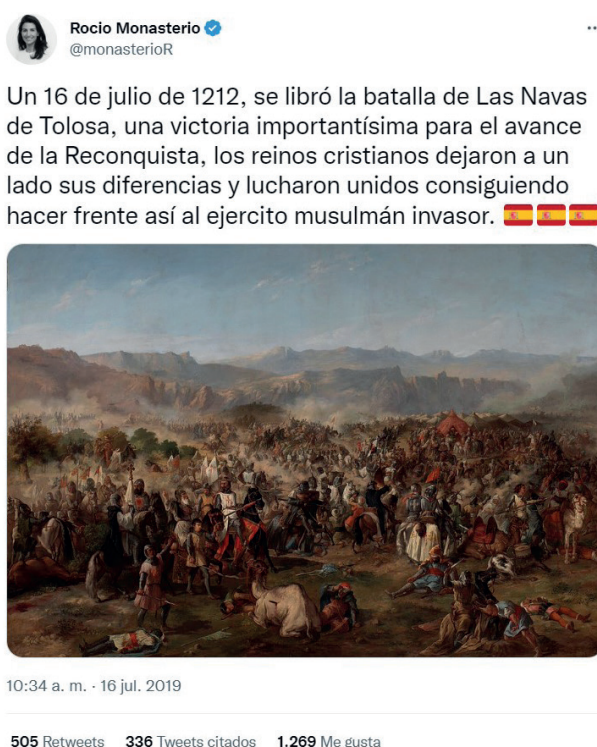 Rocio Monasterio
@monasterioR
Un 16 de julio de 1212, se libró la batalla de Las Navas
de Tolosa, una victoria importantísima para el avance
de la Reconquista, los reinos cristianos dejaron a un
lado sus diferencias y lucharon unidos consiguiendo
hacer frente así al ejercito musulmán invasor. 🇪🇸🇪🇸🇪🇸
10:34 a. m. · 16 jul. 2019
505 Retweets 336 Tweets citados 1.269 Me gusta